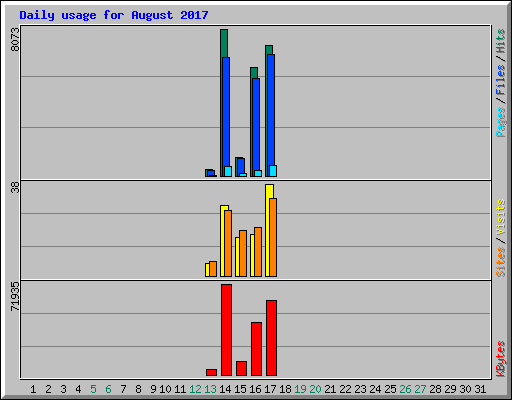 Daily usage for August 2017
8073
38
71935
Pages/Files/Hits
Sites/Visits
KBytes
1 2 3 4 5 6 7 8 9 10 11 12 13 14 15 16 17 18 19 20 21 22 23 24 25 26 27 28 29 30 31